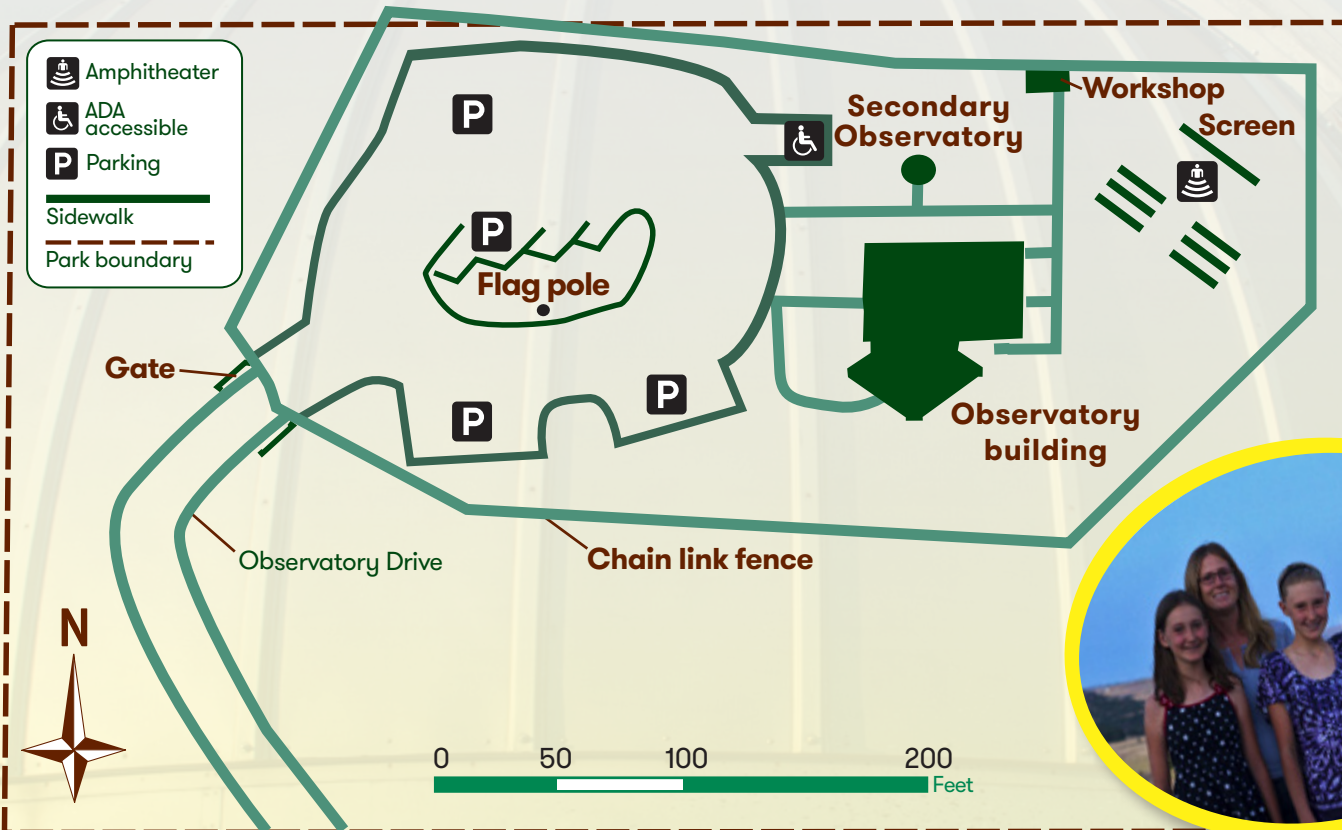 Amphitheater
ADA
accessible
P Parking
Sidewalk
Park boundary
P
Secondary
Observatory
Workshop
Screen
P
Flag pole
Gate
P
P
Observatory
building
Observatory Drive
Chain link fence
N
0 50 100 200
Feet